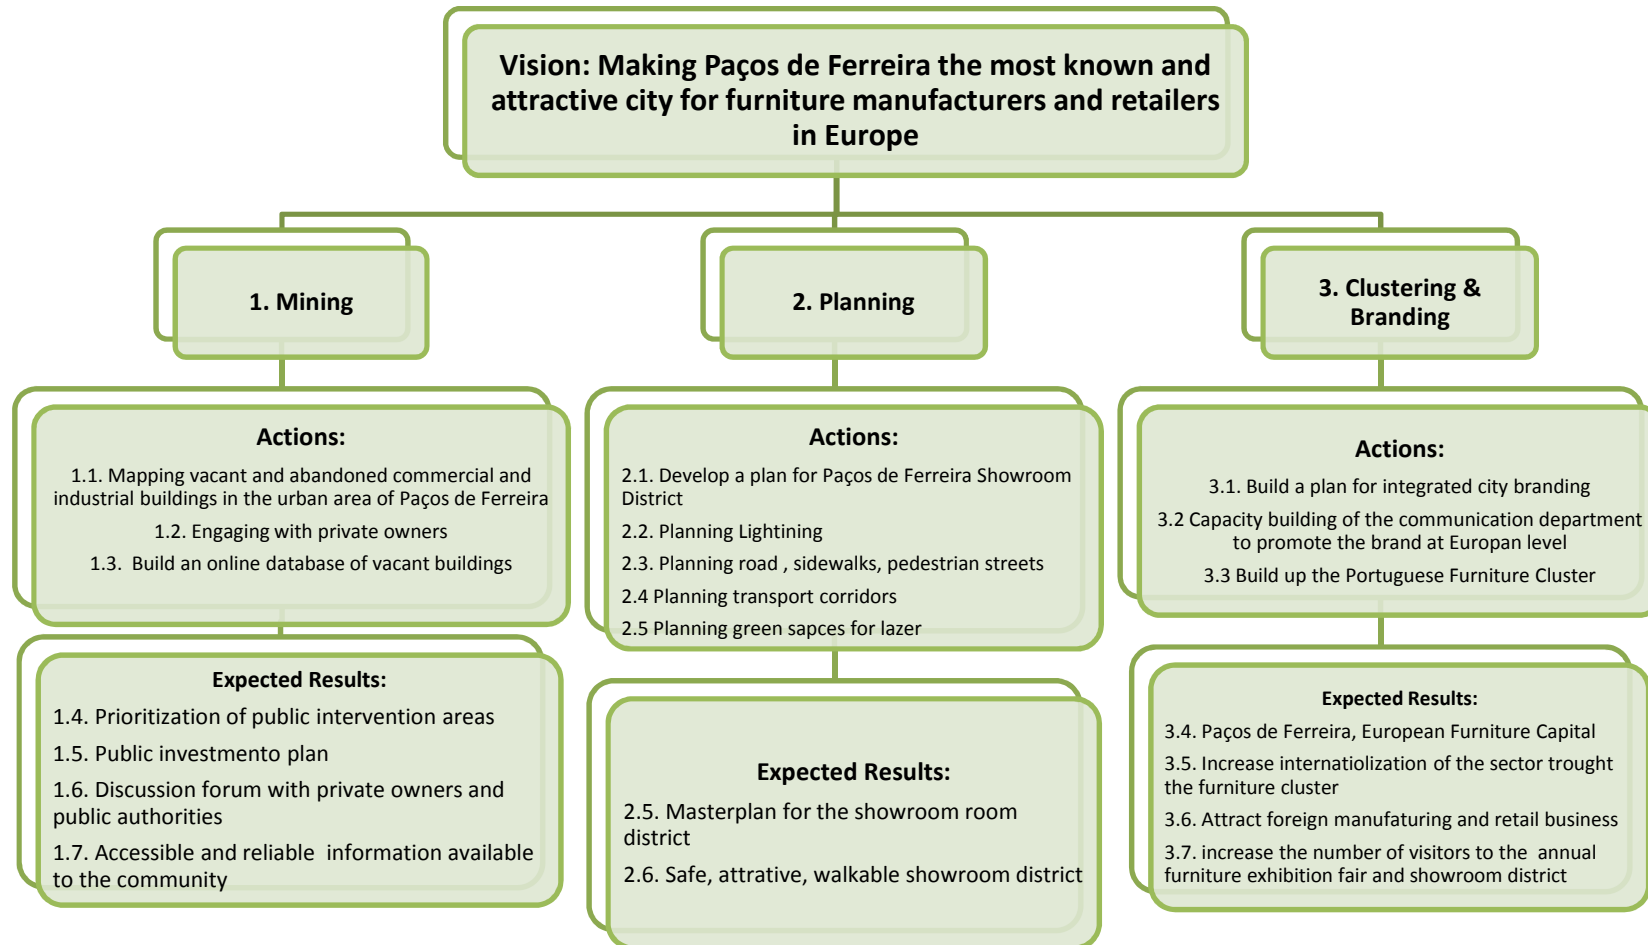 Vision: Making Paços de Ferreira the most known and
attractive city for furniture manufacturers and retailers
in Europe
1. Mining
2. Planning
3. Clustering &
Branding
Actions:
1.1. Mapping vacant and abandoned commercial and
industrial buildings in the urban area of Paços de Ferreira
1.2. Engaging with private owners
1.3. Build an online database of vacant buildings
Actions:
2.1. Develop a plan for Paços de Ferreira Showroom
District
2.2. Planning Lightining
2.3. Planning road , sidewalks, pedestrian streets
2.4 Planning transport corridors
2.5 Planning green sapces for lazer
Actions:
3.1. Build a plan for integrated city branding
3.2 Capacity building of the communication department
to promote the brand at Europan level
3.3 Build up the Portuguese Furniture Cluster
Expected Results:
1.4. Prioritization of public intervention areas
1.5. Public investmento plan
1.6. Discussion forum with private owners and
public authorities
1.7. Accessible and reliable information available
to the community
Expected Results:
2.5. Masterplan for the showroom room
district
2.6. Safe, attrative, walkable showroom district
Expected Results:
3.4. Paços de Ferreira, European Furniture Capital
3.5. Increase internatiolization of the sector trought
the furniture cluster
3.6. Attract foreign manufaturing and retail business
3.7. increase the number of visitors to the annual
furniture exhibition fair and showroom district